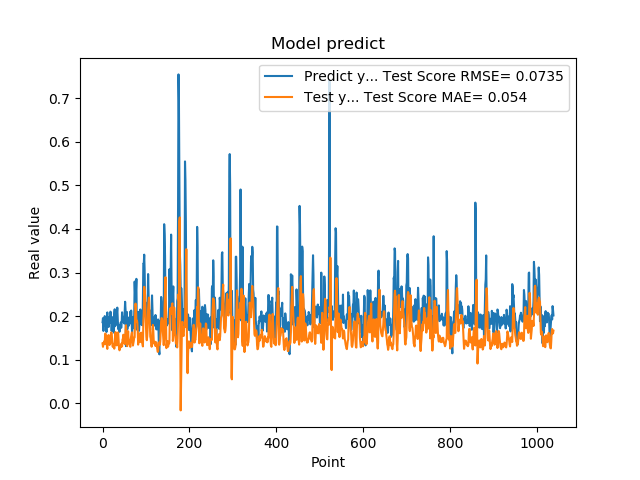 Model predict
Predict y... Test Score RMSE= 0.0735
Test y... Test Score MAE= 0.054
Real value
0.7
0.6
0.5
0.4
0.3
0.2
0.1
0.0
0 200 400 600 800 1000
Point